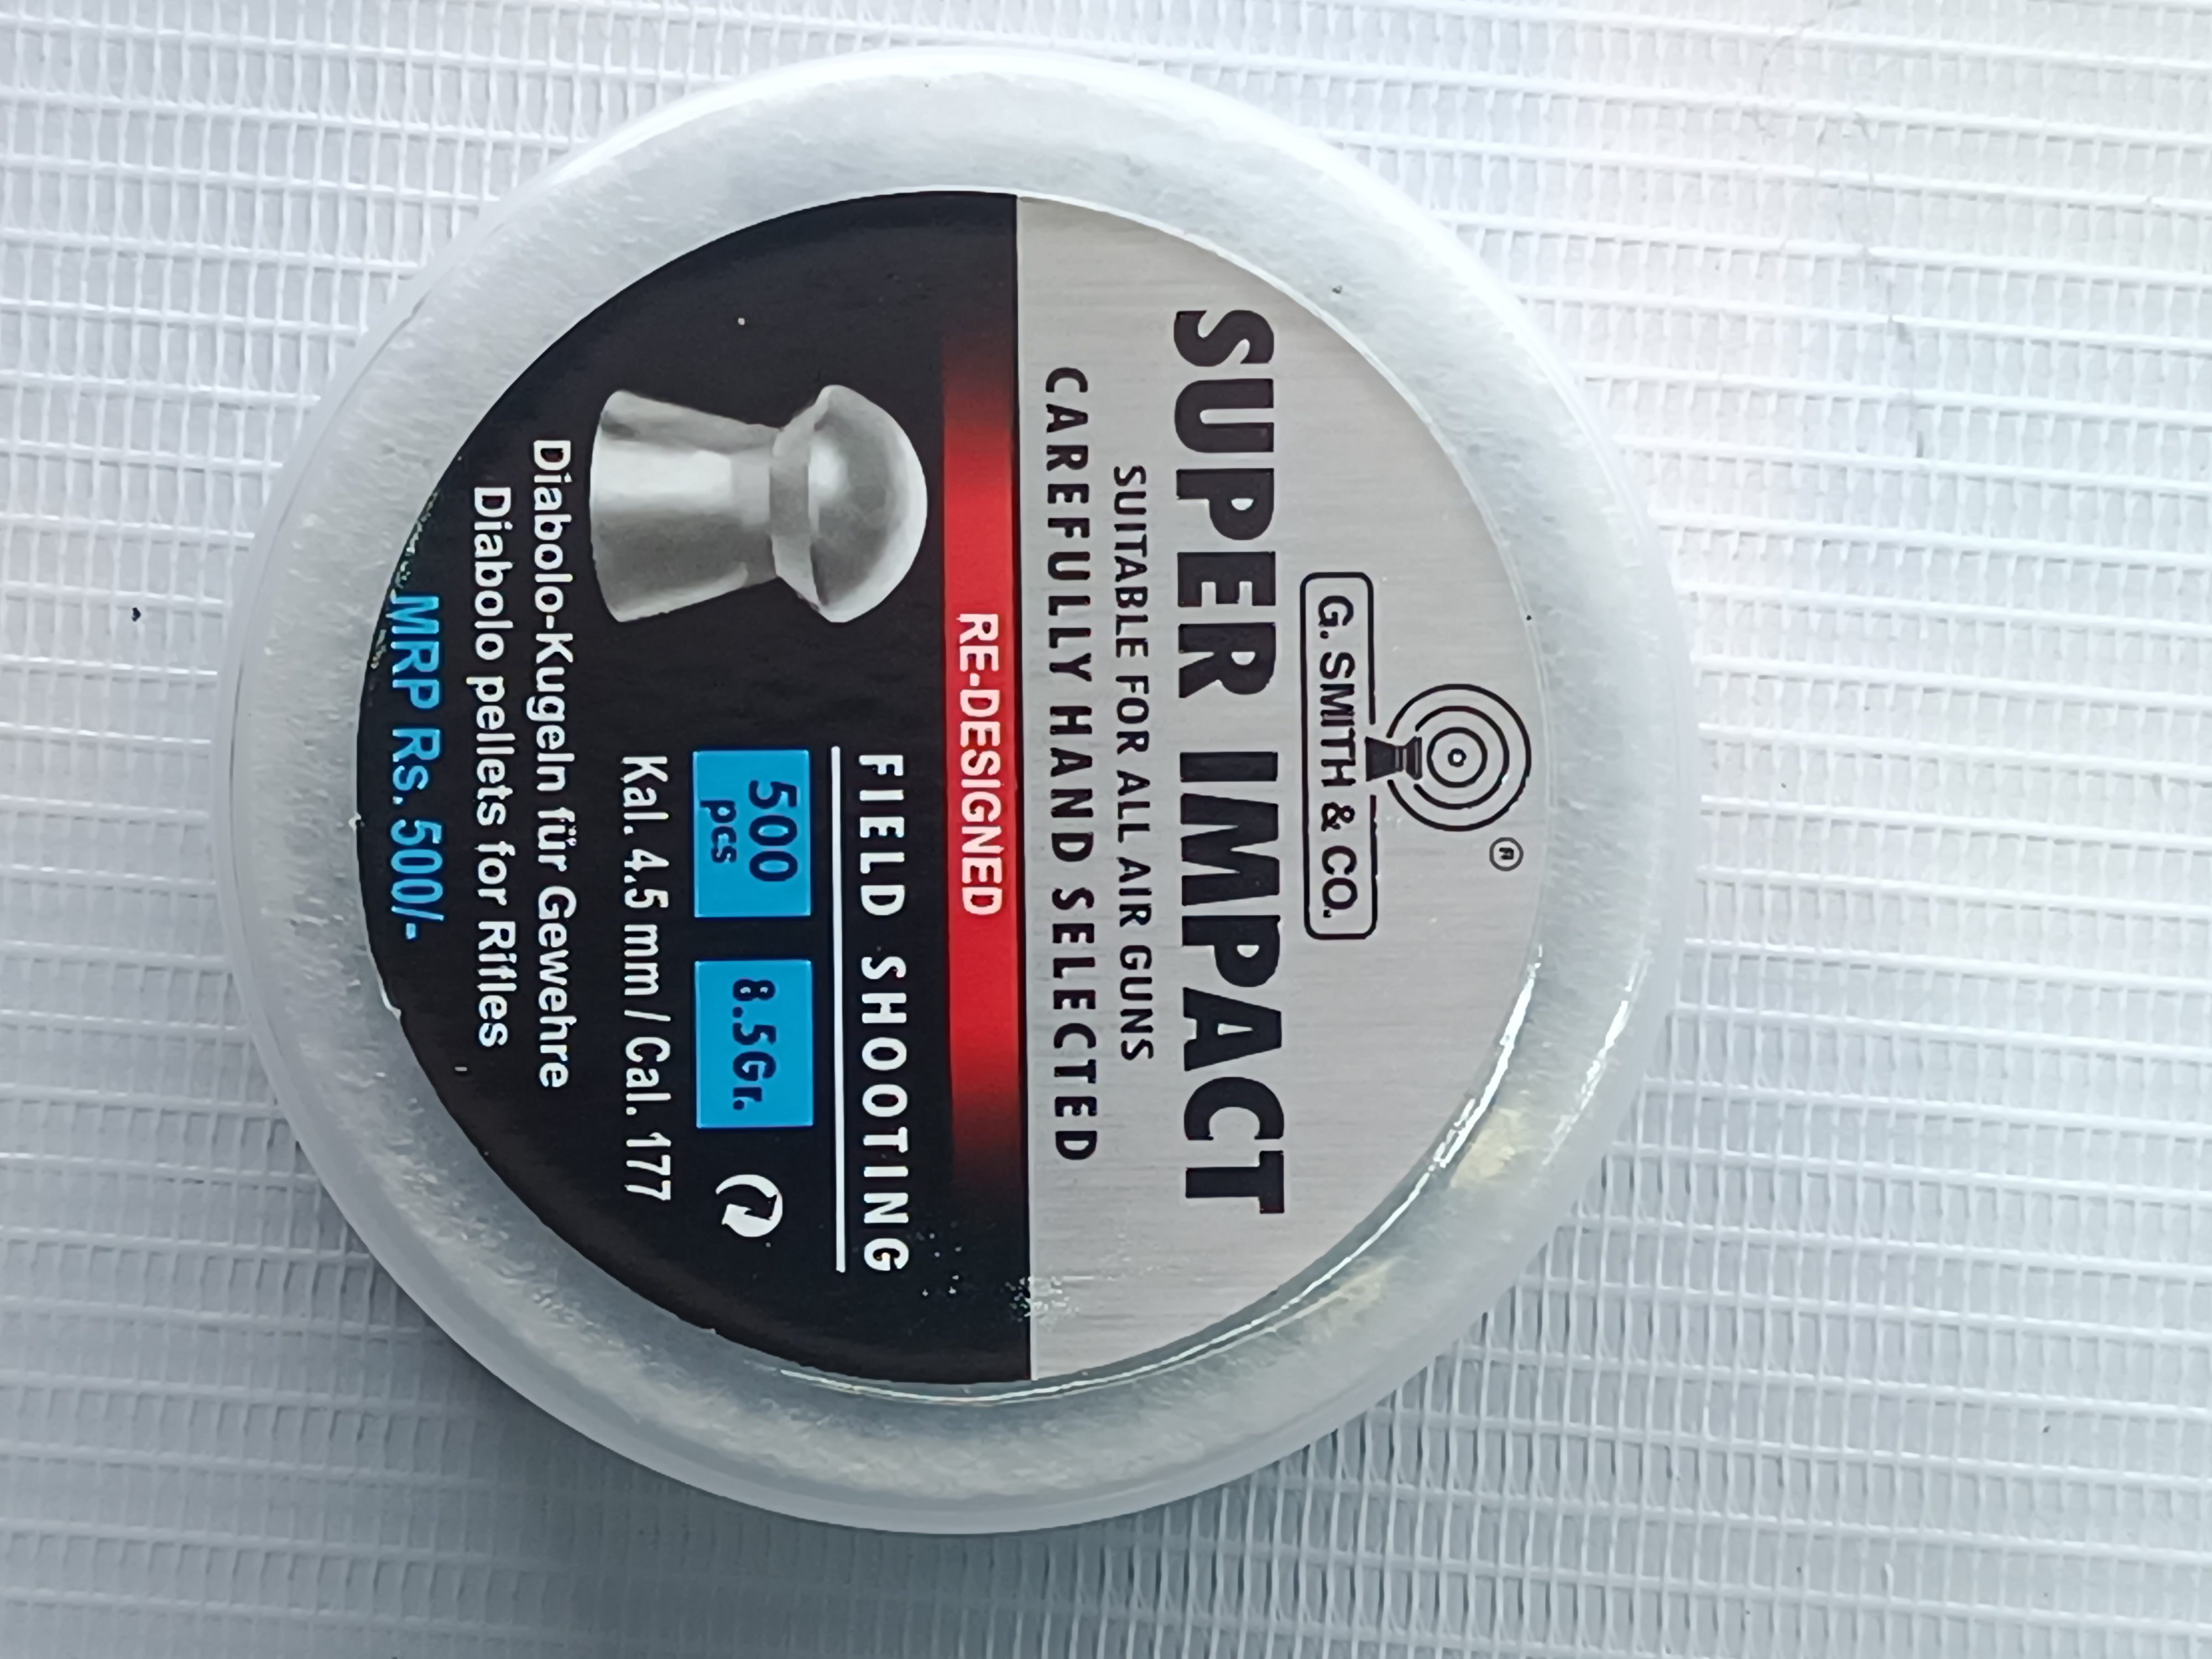 ®
G. SMITH & CO.
SUPER IMPACT
SUITABLE FOR ALL AIR GUNS
CAREFULLY HAND SELECTED
RE-DESIGNED
FIELD SHOOTING
500 pcs
8.5Gr.
Kal. 4.5 mm / Cal. 177
Diabolo-Kugeln für Gewehre
Diabolo pellets for Rifles
MRP Rs. 500/-